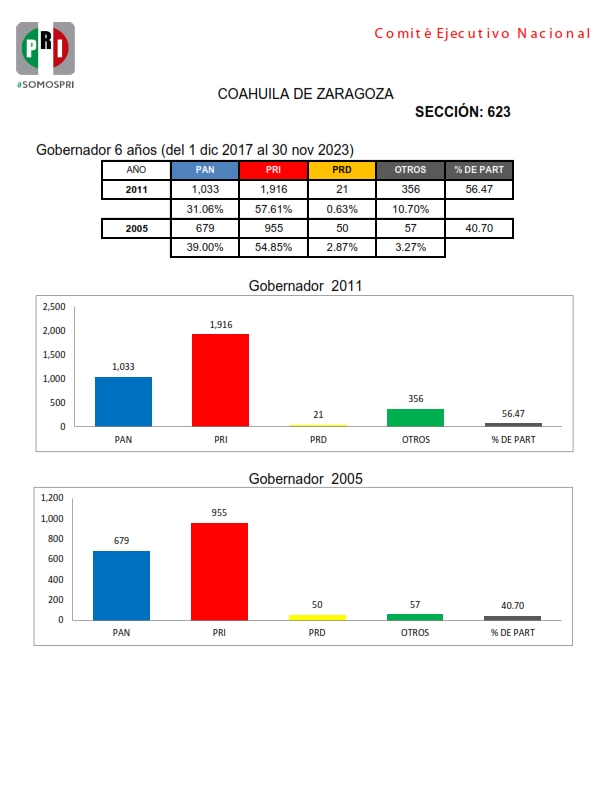 PRI
#SOMOSPRI
Comité Ejecutivo Nacional
COAHUILA DE ZARAGOZA
SECCIÓN: 623
Gobernador 6 años (del 1 dic 2017 al 30 nov 2023)
AÑO PAN PRI PRD OTROS % DE PART
2011 1,033 1,916 21 356 56.47
31.06% 57.61% 0.63% 10.70%
2005 679 955 50 57 40.70
39.00% 54.85% 2.87% 3.27%
Gobernador 2011
2,500
2,000
1,500
1,000
500
0
1,033
1,916
21
356
56.47
PAN PRI PRD OTROS % DE PART
Gobernador 2005
1,200
1,000
800
600
400
200
0
679
955
50
57
40.70
PAN PRI PRD OTROS % DE PART